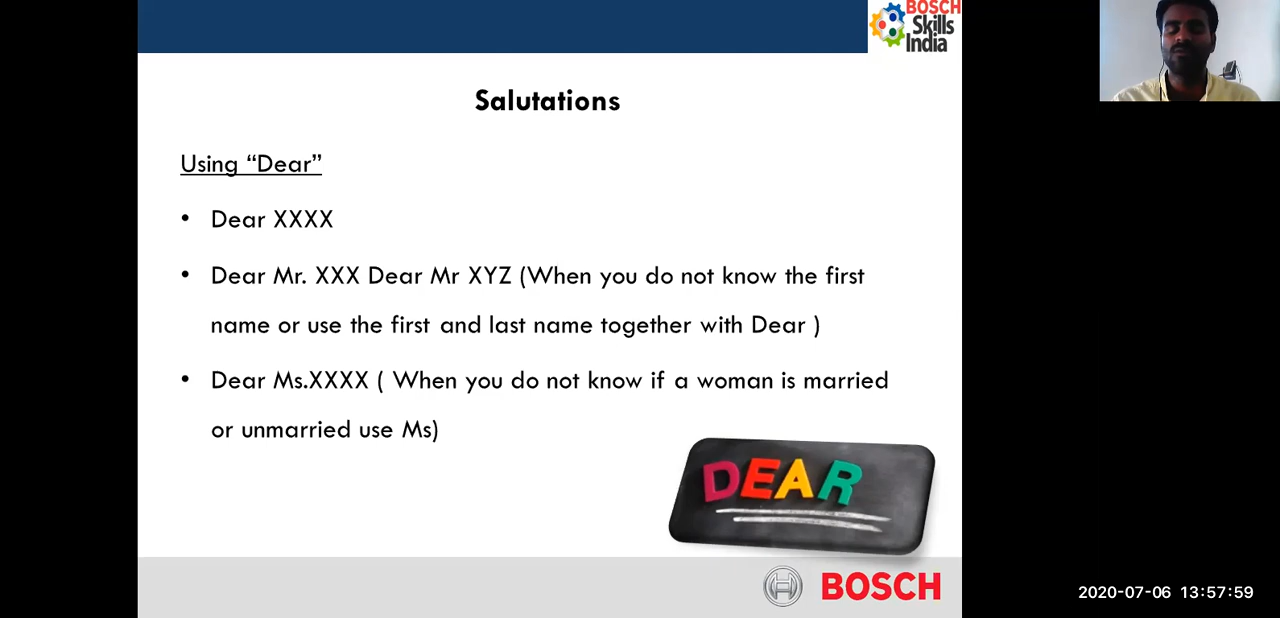 BOSCH
Skills
India
Salutations
Using “Dear”
• Dear XXXX
• Dear Mr. XXX Dear Mr XYZ (When you do not know the first
name or use the first and last name together with Dear )
• Dear Ms.XXXX ( When you do not know if a woman is married
or unmarried use Ms)
DEAR
BOSCH
2020-07-06 13:57:59